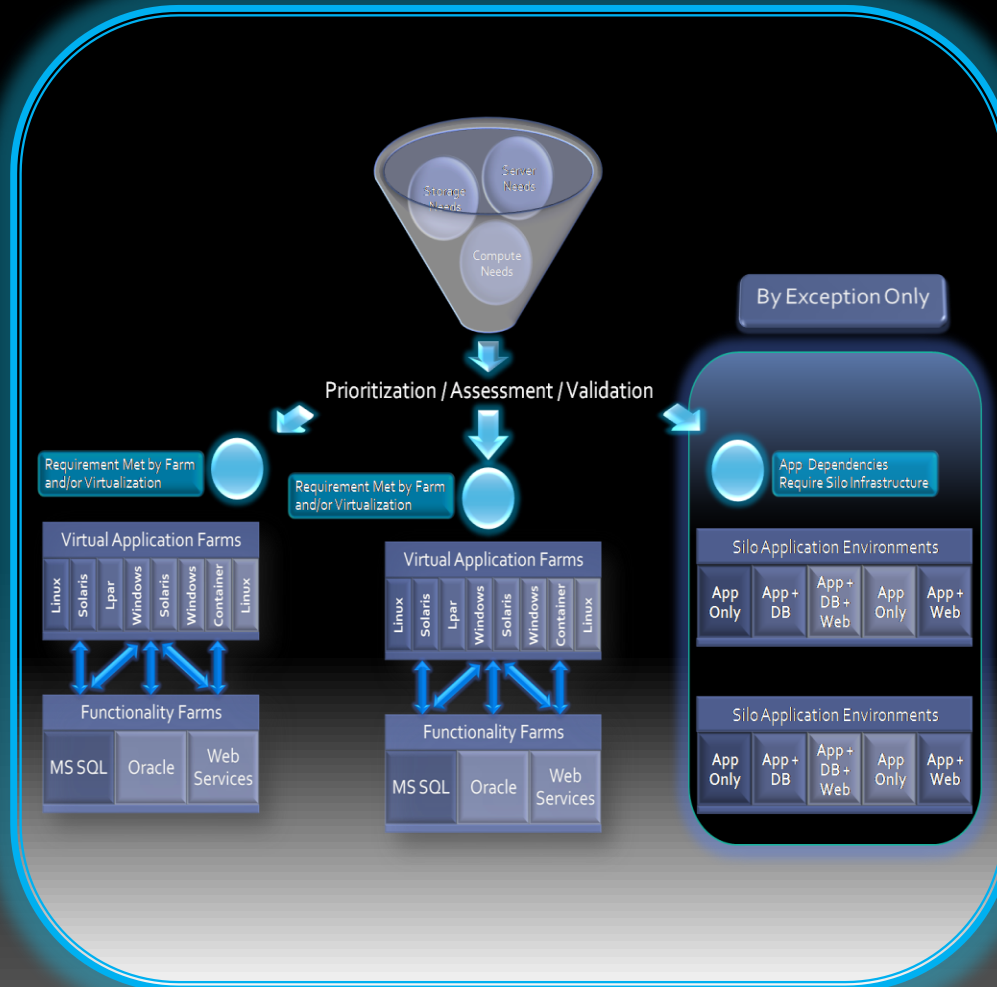 Server
Needs
Storage
Needs
Compute
Needs
By Exception Only
Prioritization / Assessment / Validation
Requirement Met by Farm
and/or Virtualization
Requirement Met by Farm
and/or Virtualization
App Dependencies
Require Silo Infrastructure
Virtual Application Farms
Linux
Solaris
Lpar
Windows
Solaris
Windows
Container
Linux
Functionality Farms
MS SQL
Oracle
Web
Services
Virtual Application Farms
Linux
Solaris
Lpar
Windows
Solaris
Windows
Container
Linux
Functionality Farms
MS SQL
Oracle
Web
Services
Silo Application Environments
App
Only
App +
DB
App +
DB +
Web
App
Only
App +
Web
Silo Application Environments
App
Only
App +
DB
App +
DB +
Web
App
Only
App +
Web